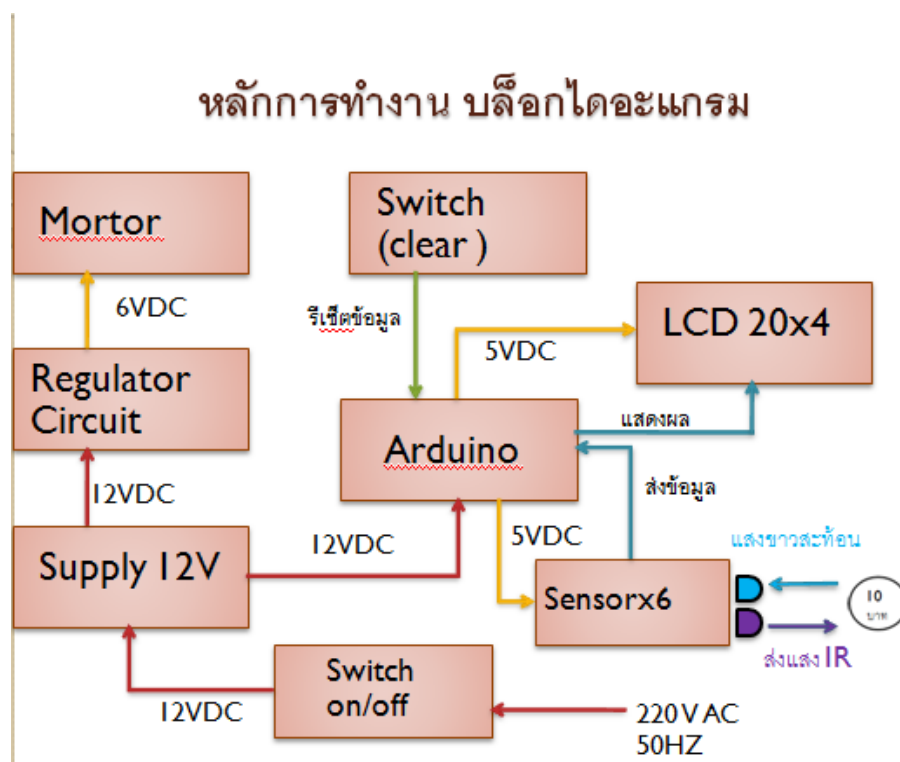 หลักการทำงาน บล็อกไดอะแกรม
Mortor
Switch
(clear )
6VDC
รีเซ็ตข้อมูล
LCD 20x4
5VDC
Regulator
Circuit
Arduino
แสดงผล
ส่งข้อมูล
12VDC
12VDC
5VDC
แสงขาวสะท้อน
Supply 12V
Sensorx6
10
บาท
ส่งแสง IR
Switch
on/off
12VDC
220 V AC
50HZ